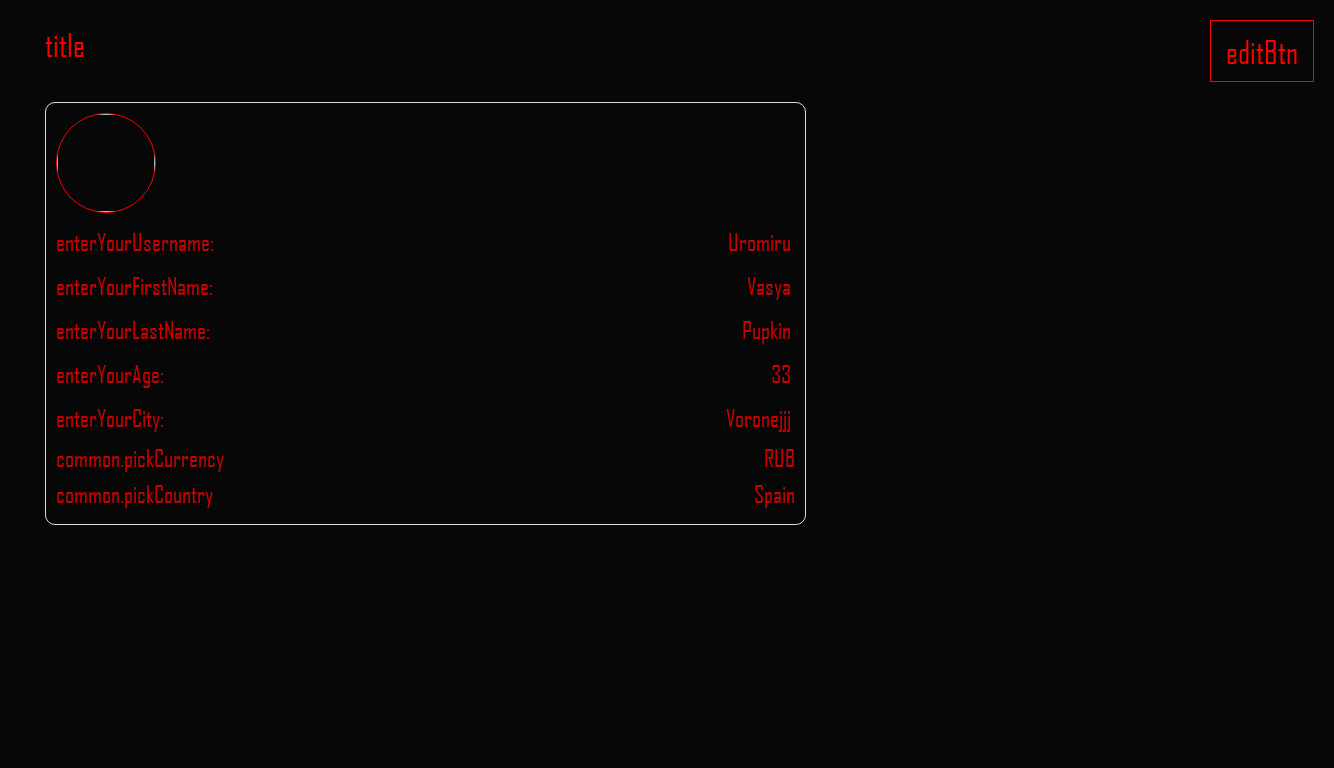 title
editBtn
enterYourUsername: Uromiru
enterYourFirstName: Vasya
enterYourLastName: Pupkin
enterYourAge: 33
enterYourCity: Voronejjj
common.pickCurrency RUB
common.pickCountry Spain